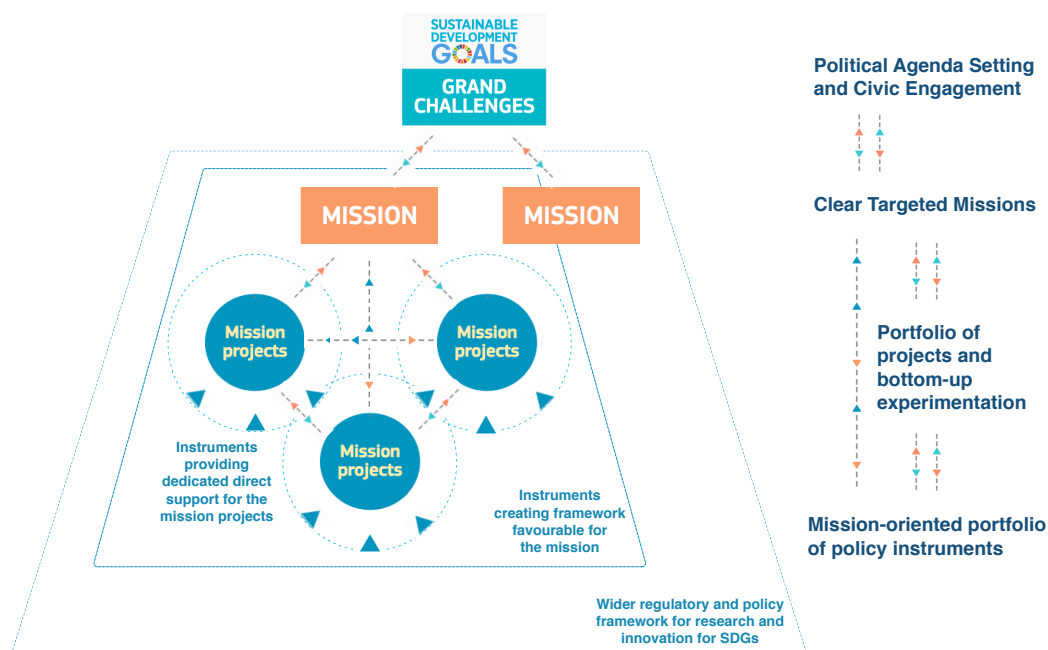 SUSTAINABLE
DEVELOPMENT
GOALS
GRAND
CHALLENGES
MISSION
MISSION
Mission
projects
Mission
projects
Mission
projects
Instruments
providing
dedicated direct
support for the
mission projects
Instruments
creating framework
favourable for
the mission
Wider regulatory and policy
framework for research and
innovation for SDGs
Political Agenda Setting
and Civic Engagement
Clear Targeted Missions
Portfolio of
projects and
bottom-up
experimentation
Mission-oriented portfolio
of policy instruments